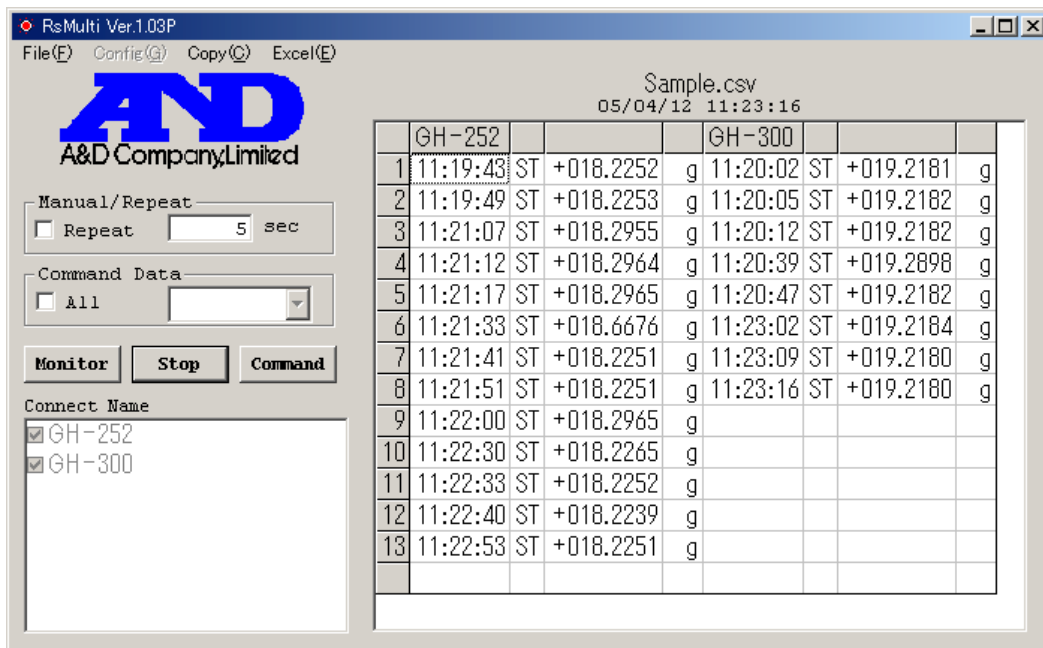 RsMulti Ver.1.03P
File(F) Config(G) Copy(C) Excel(E)
AND
A&D Company,Limited
Manual/Repeat
Repeat 5 sec
Command Data
All
Monitor Stop Command
Connect Name
GH-252
GH-300
Sample.csv
05/04/12 11:23:16
GH-252 GH-300
1 11:19:43 ST +018.2252 g 11:20:02 ST +019.2181 g
2 11:19:49 ST +018.2253 g 11:20:05 ST +019.2182 g
3 11:21:07 ST +018.2955 g 11:20:12 ST +019.2182 g
4 11:21:12 ST +018.2964 g 11:20:39 ST +019.2898 g
5 11:21:17 ST +018.2965 g 11:20:47 ST +019.2182 g
6 11:21:33 ST +018.6676 g 11:23:02 ST +019.2184 g
7 11:21:41 ST +018.2251 g 11:23:09 ST +019.2180 g
8 11:21:51 ST +018.2251 g 11:23:16 ST +019.2180 g
9 11:22:00 ST +018.2965 g
10 11:22:30 ST +018.2265 g
11 11:22:33 ST +018.2252 g
12 11:22:40 ST +018.2239 g
13 11:22:53 ST +018.2251 g